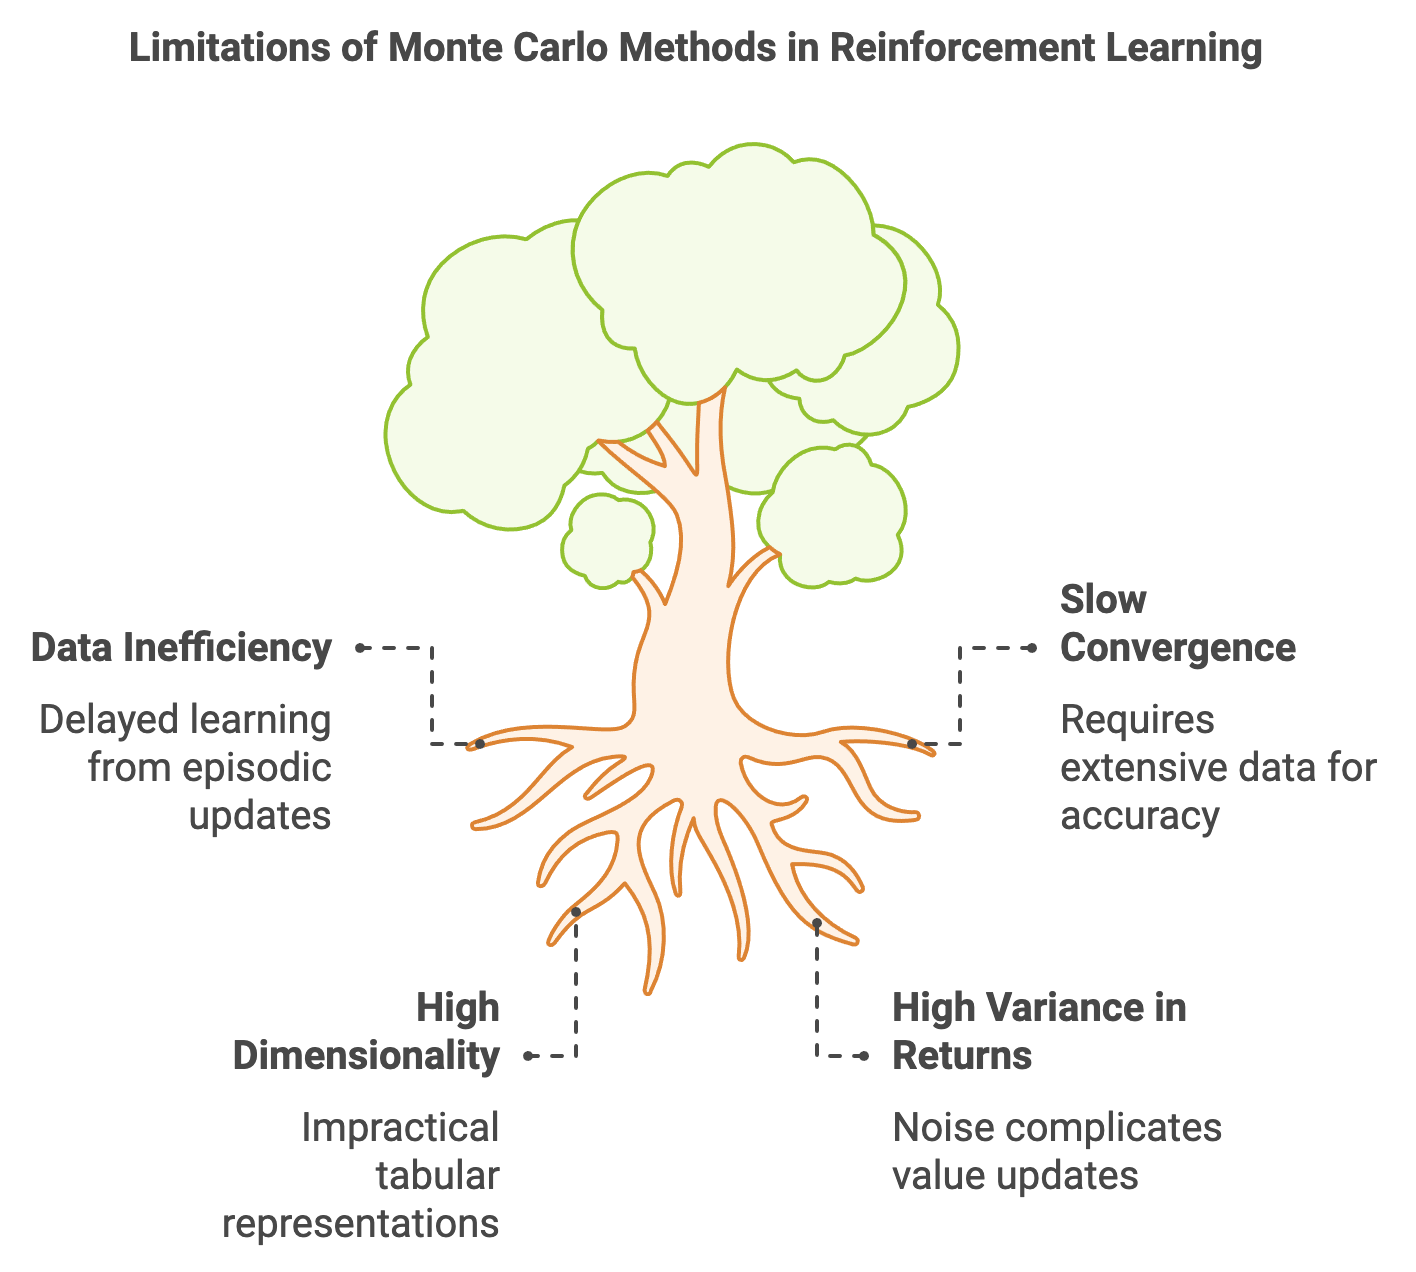 Limitations of Monte Carlo Methods in Reinforcement Learning
Data Inefficiency
Delayed learning
from episodic
updates
Slow
Convergence
Requires
extensive data for
accuracy
High
Dimensionality
Impractical
tabular
representations
High Variance in
Returns
Noise complicates
value updates